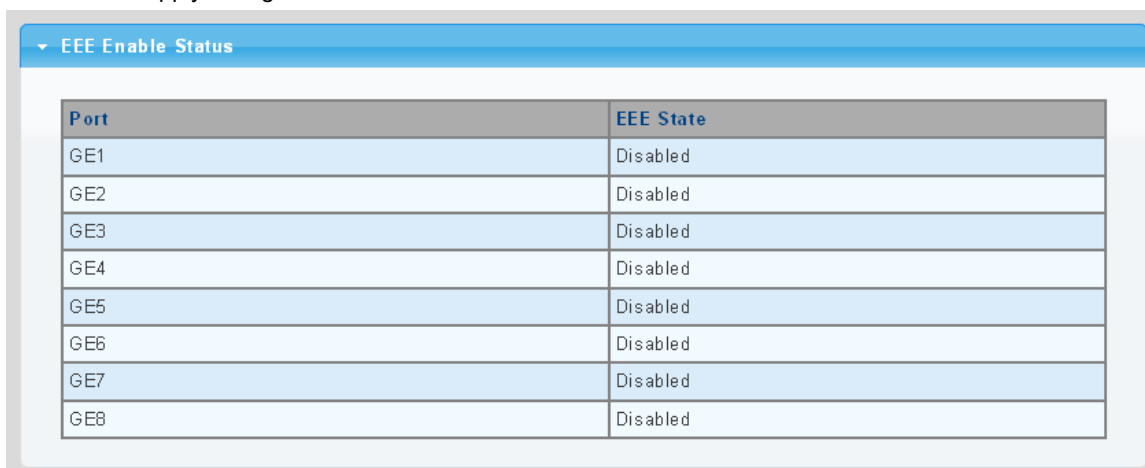 EEE Enable Status
Port EEE State
GE1 Disabled
GE2 Disabled
GE3 Disabled
GE4 Disabled
GE5 Disabled
GE6 Disabled
GE7 Disabled
GE8 Disabled